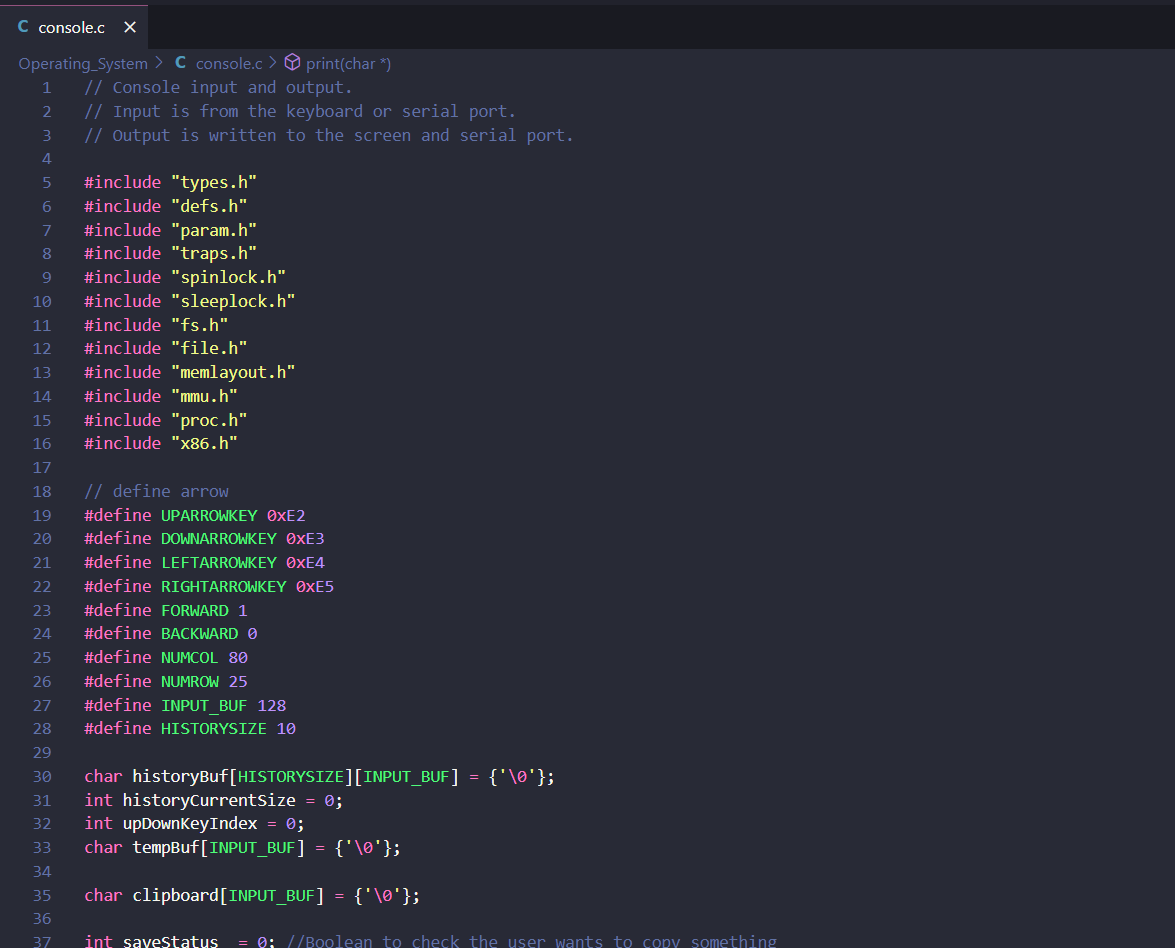 C console.c ×
Operating_System > C console.c > print(char *)
1 // Console input and output.
2 // Input is from the keyboard or serial port.
3 // Output is written to the screen and serial port.
4
5 #include "types.h"
6 #include "defs.h"
7 #include "param.h"
8 #include "traps.h"
9 #include "spinlock.h"
10 #include "sleeplock.h"
11 #include "fs.h"
12 #include "file.h"
13 #include "memlayout.h"
14 #include "mmu.h"
15 #include "proc.h"
16 #include "x86.h"
17
18 // define arrow
19 #define UPARROWKEY 0xE2
20 #define DOWNARROWKEY 0xE3
21 #define LEFTARROWKEY 0xE4
22 #define RIGHTARROWKEY 0xE5
23 #define FORWARD 1
24 #define BACKWARD 0
25 #define NUMCOL 80
26 #define NUMROW 25
27 #define INPUT_BUF 128
28 #define HISTORYSIZE 10
29
30 char historyBuf[HISTORYSIZE][INPUT_BUF] = {'\0'};
31 int historyCurrentSize = 0;
32 int upDownKeyIndex = 0;
33 char tempBuf[INPUT_BUF] = {'\0'};
34
35 char clipboard[INPUT_BUF] = {'\0'};
36
37 int saveStatus  = 0; //Boolean to check the user wants to copy something